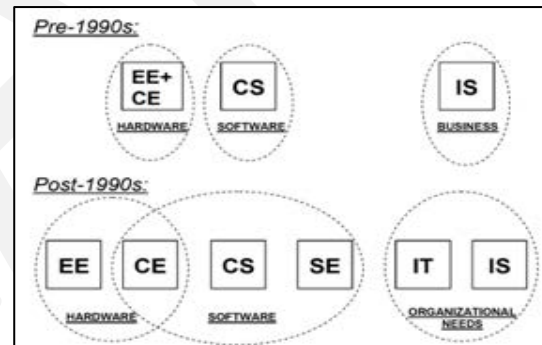 Pre-1990s:
EE+
CE
CS
IS
HARDWARE
SOFTWARE
BUSINESS
Post-1990s:
EE
CE
CS
SE
IT
IS
HARDWARE
SOFTWARE
ORGANIZATIONAL
NEEDS